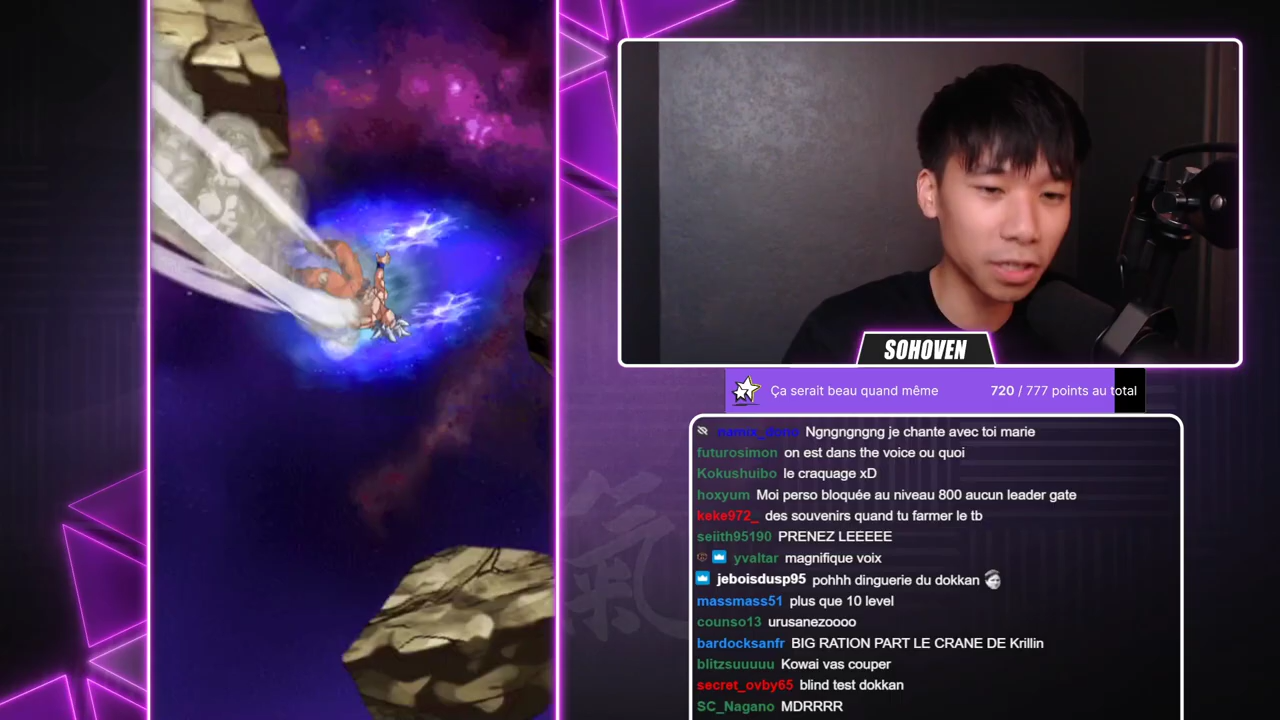 SOHOVEN
Ça serait beau quand même 720 / 777 points au total
namix_dono Ngngngngng je chante avec toi marie
futurosimon on est dans the voice ou quoi
Kokushuibo le craquage xD
hoxyum Moi perso bloquée au niveau 800 aucun leader gate
keke972_ des souvenirs quand tu farmer le tb
seiith95190 PRENEZ LEEEEE
yvaltar magnifique voix
jeboisdusp95 pohhh dinguerie du dokkan
massmass51 plus que 10 level
counso13 urusanezoooo
bardocksanfr BIG RATION PART LE CRANE DE Krillin
blitzsuuuuu Kowai vas couper
secret_ovby65 blind test dokkan
SC_Nagano MDRRRR
氣